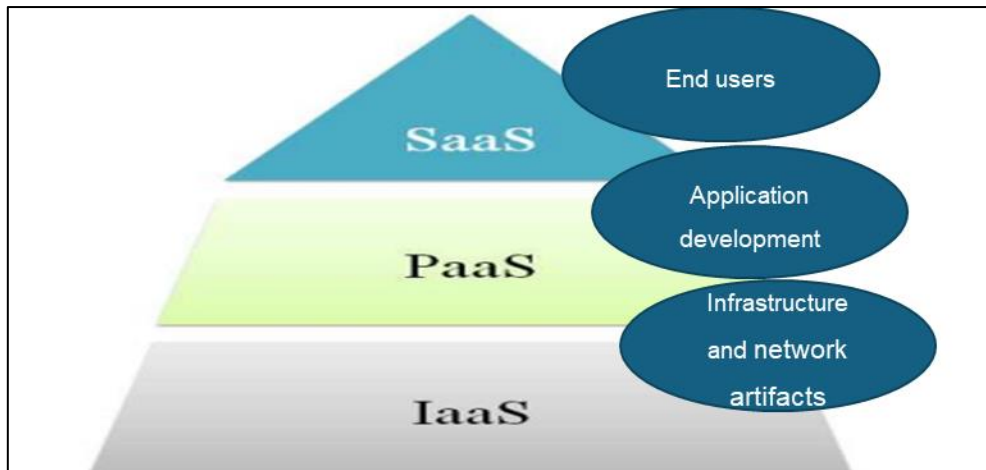 End users
SaaS
Application
development
PaaS
Infrastructure
and network
artifacts
IaaS